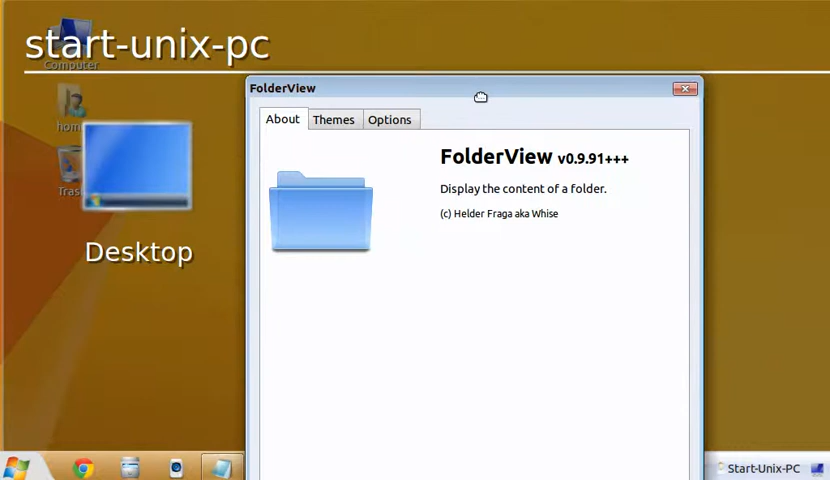 start-unix-pc
Computer
hom
Tras
Desktop
FolderView
About
Themes
Options
FolderView v0.9.91+++
Display the content of a folder.
(c) Helder Fraga aka Whise
Start-Unix-PC